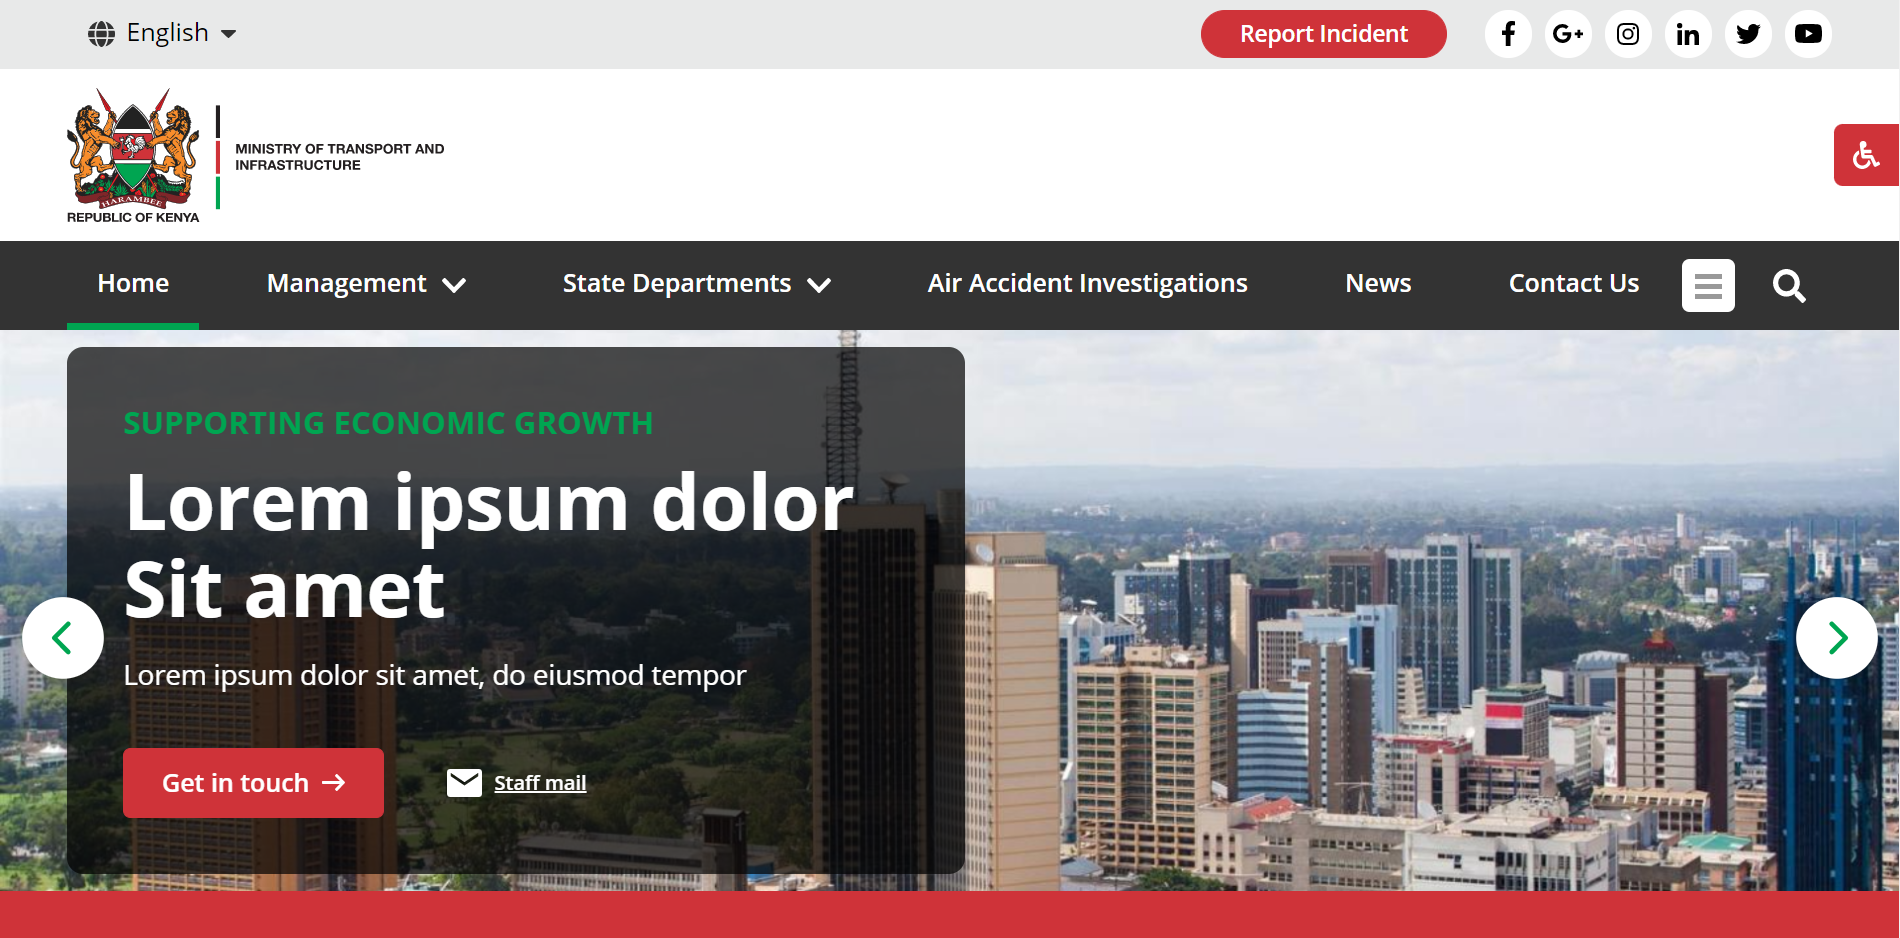 English
Report Incident
HARAMBEE
REPUBLIC OF KENYA
MINISTRY OF TRANSPORT AND
INFRASTRUCTURE
Home
Management
State Departments
Air Accident Investigations
News
Contact Us
SUPPORTING ECONOMIC GROWTH
Lorem ipsum dolor
Sit amet
Lorem ipsum dolor sit amet, do eiusmod tempor
Get in touch →
Staff mail